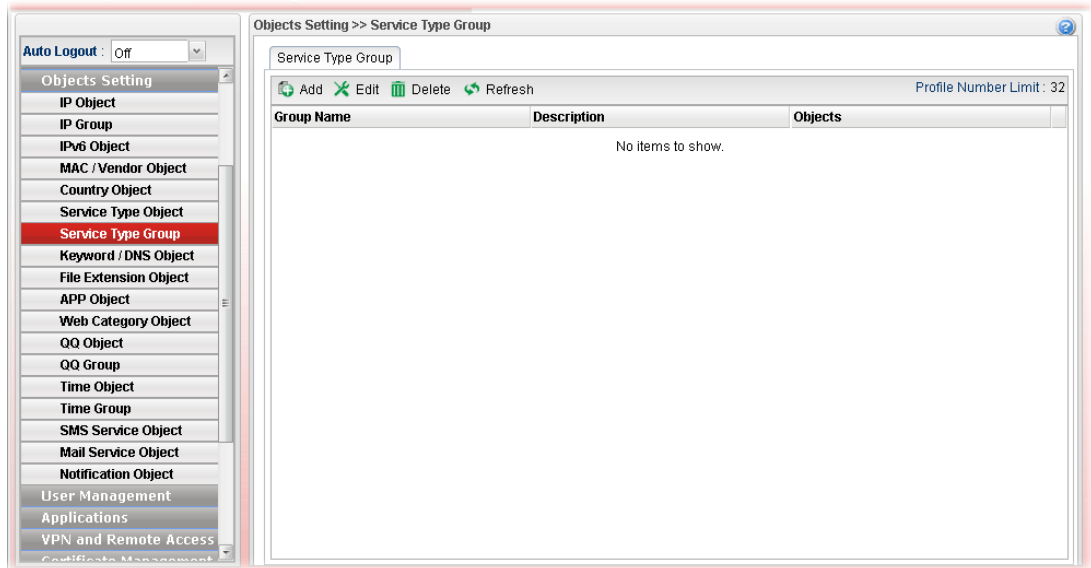 Objects Setting >> Service Type Group
Auto Logout : Off
Objects Setting
IP Object
IP Group
IPv6 Object
MAC / Vendor Object
Country Object
Service Type Object
Service Type Group
Keyword / DNS Object
File Extension Object
APP Object
Web Category Object
QQ Object
QQ Group
Time Object
Time Group
SMS Service Object
Mail Service Object
Notification Object
User Management
Applications
VPN and Remote Access
Certificate Management
Service Type Group
Add Edit Delete Refresh Profile Number Limit : 32
Group Name Description Objects
No items to show.